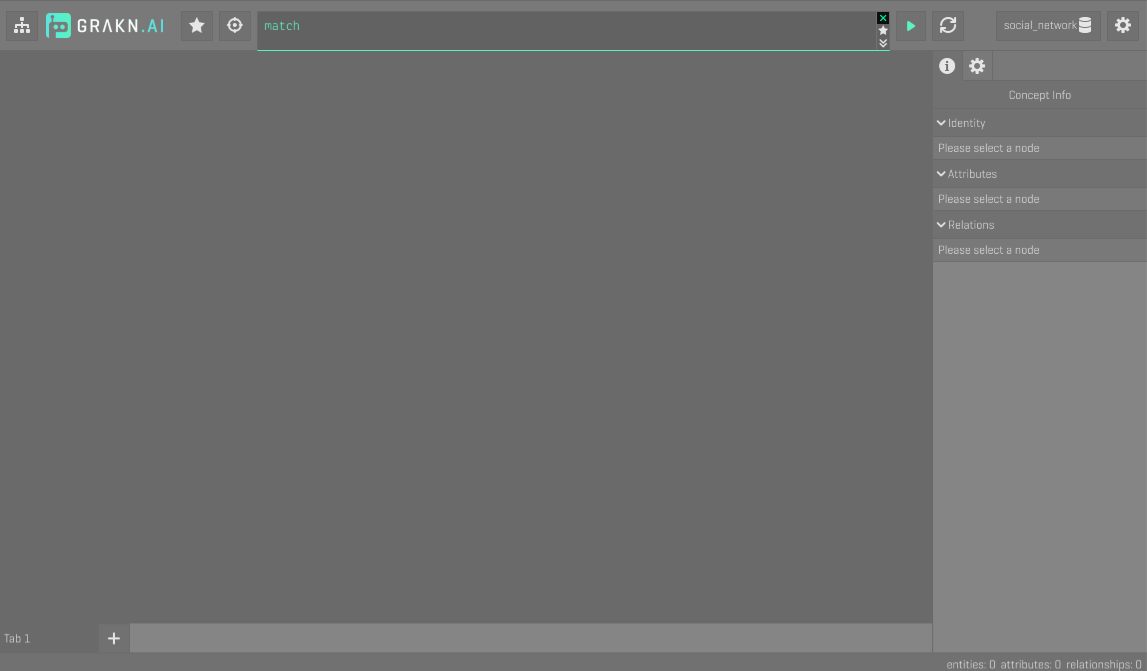 GRAKN.AI
match
social_network
Concept Info
Identity
Please select a node
Attributes
Please select a node
Relations
Please select a node
Tab 1
entities: 0 attributes: 0 relationships: 0